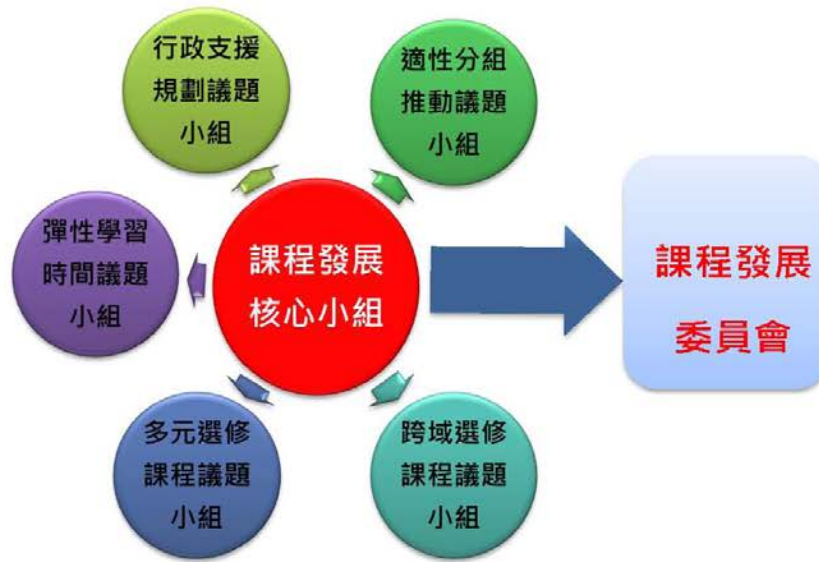 行政支援
規劃議題
小組
適性分組
推動議題
小組
彈性學習
時間議題
小組
課程發展
核心小組
課程發展
委員會
多元選修
課程議題
小組
跨域選修
課程議題
小組